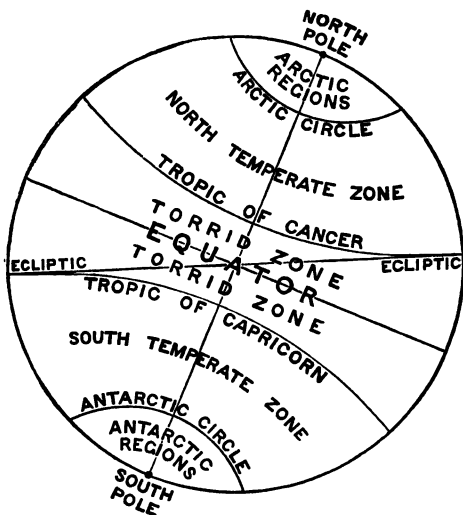 NORTH
POLE
ARCTIC
REGIONS
ARCTIC CIRCLE
NORTH TEMPERATE ZONE
TROPIC OF CANCER
TORRID ZONE
EQUATOR
ECLIPTIC
ECLIPTIC
TORRID ZONE
TROPIC OF CAPRICORN
SOUTH TEMPERATE ZONE
ANTARCTIC CIRCLE
ANTARCTIC
REGIONS
SOUTH
POLE